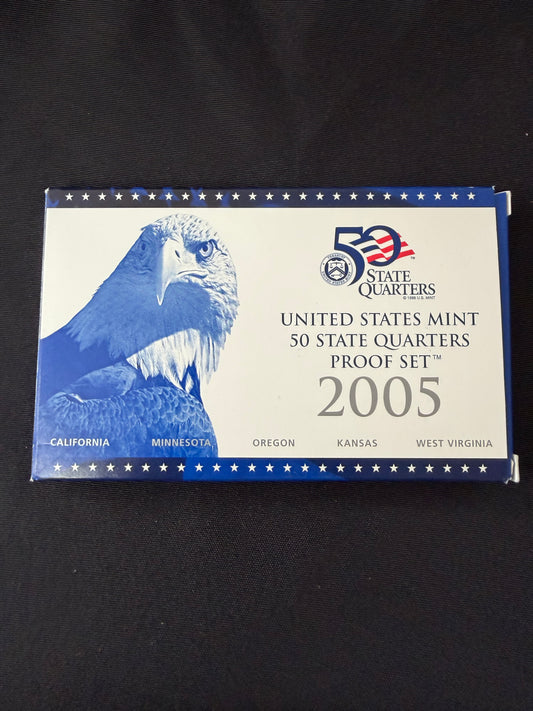 50
STATE
QUARTERS™
© 1998 U.S. MINT
UNITED STATES MINT
50 STATE QUARTERS
PROOF SET™
2005
CALIFORNIA MINNESOTA OREGON KANSAS WEST VIRGINIA